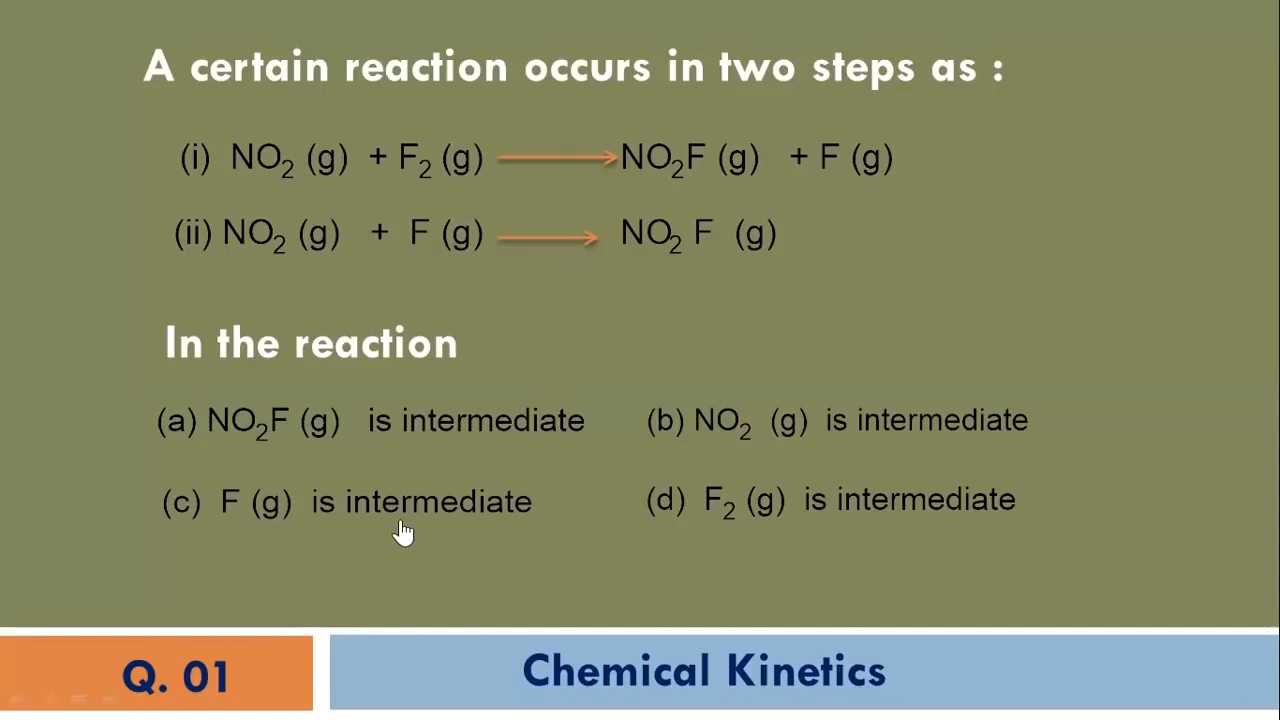 A certain reaction occurs in two steps as :
(i) NO₂ (g) + F₂ (g) ⟶ NO₂F (g) + F (g)
(ii) NO₂ (g) + F (g) ⟶ NO₂ F (g)
In the reaction
(a) NO₂F (g) is intermediate (b) NO₂ (g) is intermediate
(c) F (g) is intermediate (d) F₂ (g) is intermediate
Q. 01 Chemical Kinetics